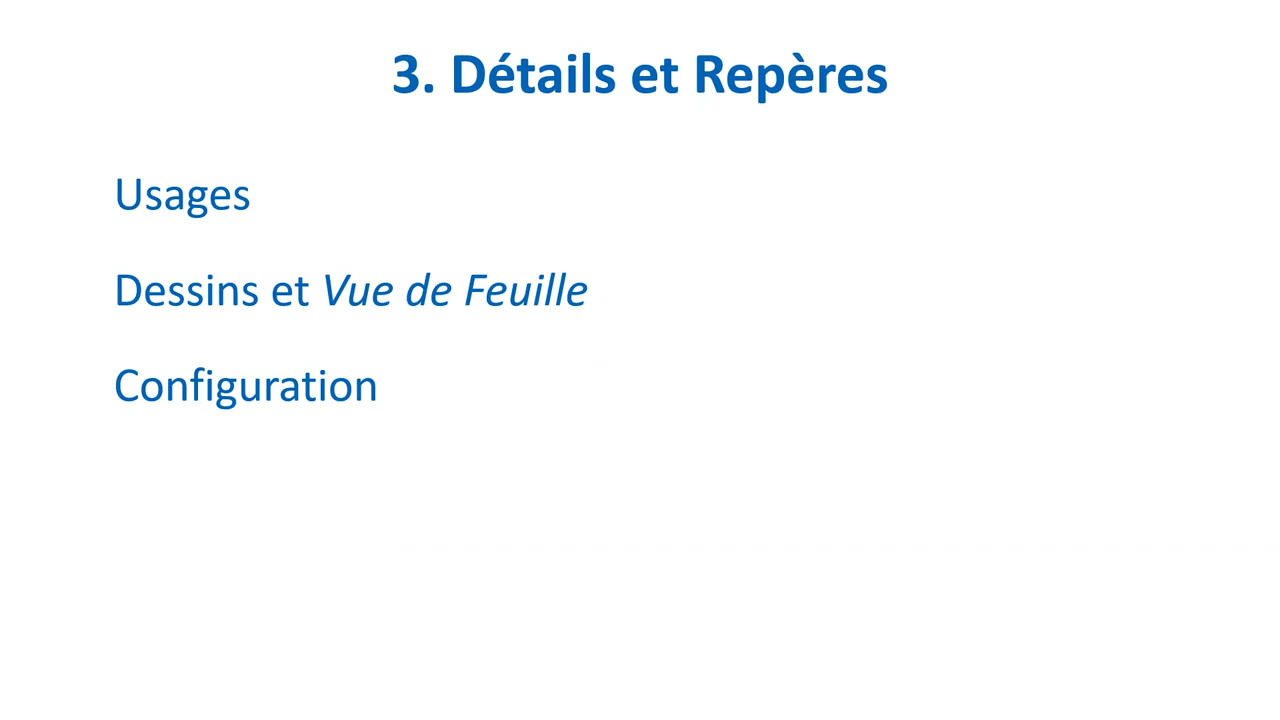 3. Détails et Repères
Usages
Dessins et Vue de Feuille
Configuration